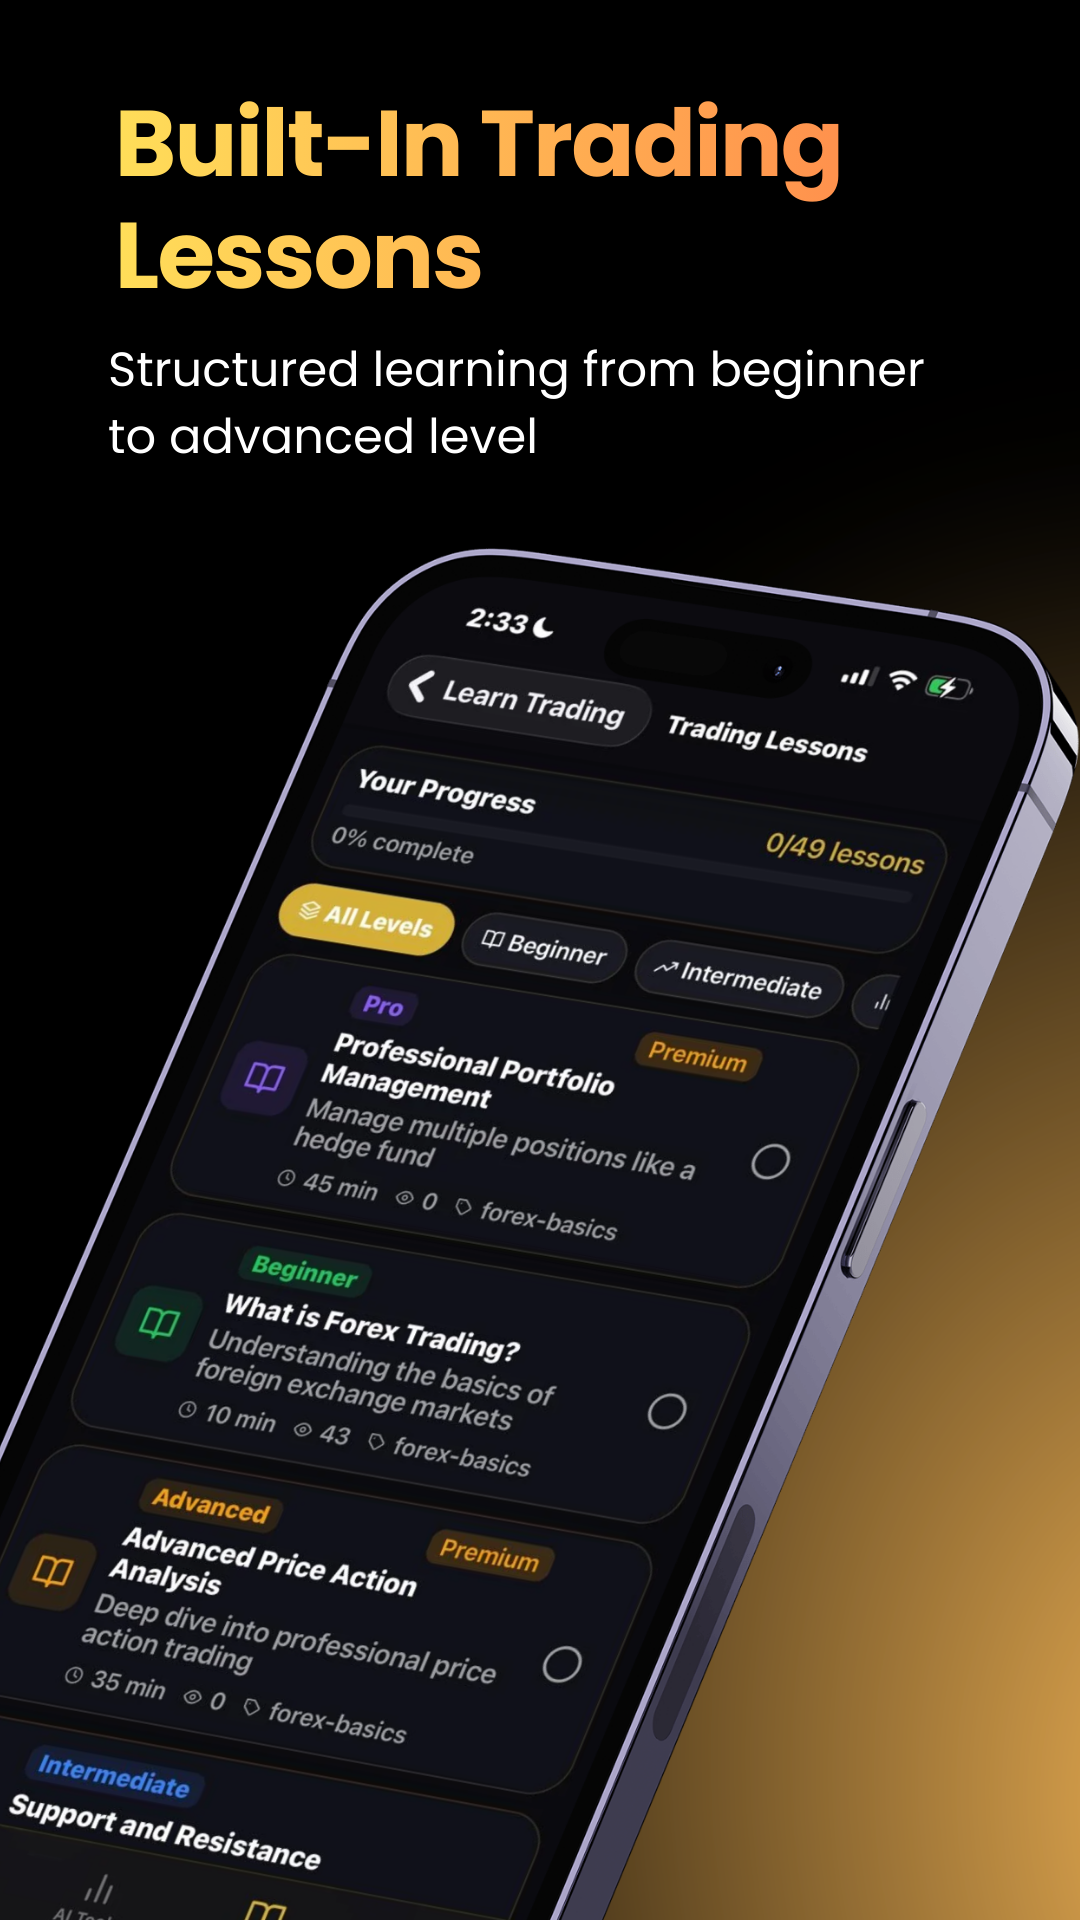 Built-In Trading
Lessons
Structured learning from beginner
to advanced level
2:33
Learn Trading
Trading Lessons
Your Progress
0/49 lessons
0% complete
All Levels
Beginner
Intermediate
Pro
Premium
Professional Portfolio
Management
Manage multiple positions like a
hedge fund
45 min
0
forex-basics
Beginner
What is Forex Trading?
Understanding the basics of
foreign exchange markets
10 min
43
forex-basics
Advanced
Premium
Advanced Price Action
Analysis
Deep dive into professional price
action trading
35 min
0
forex-basics
Intermediate
Support and Resistance
AI